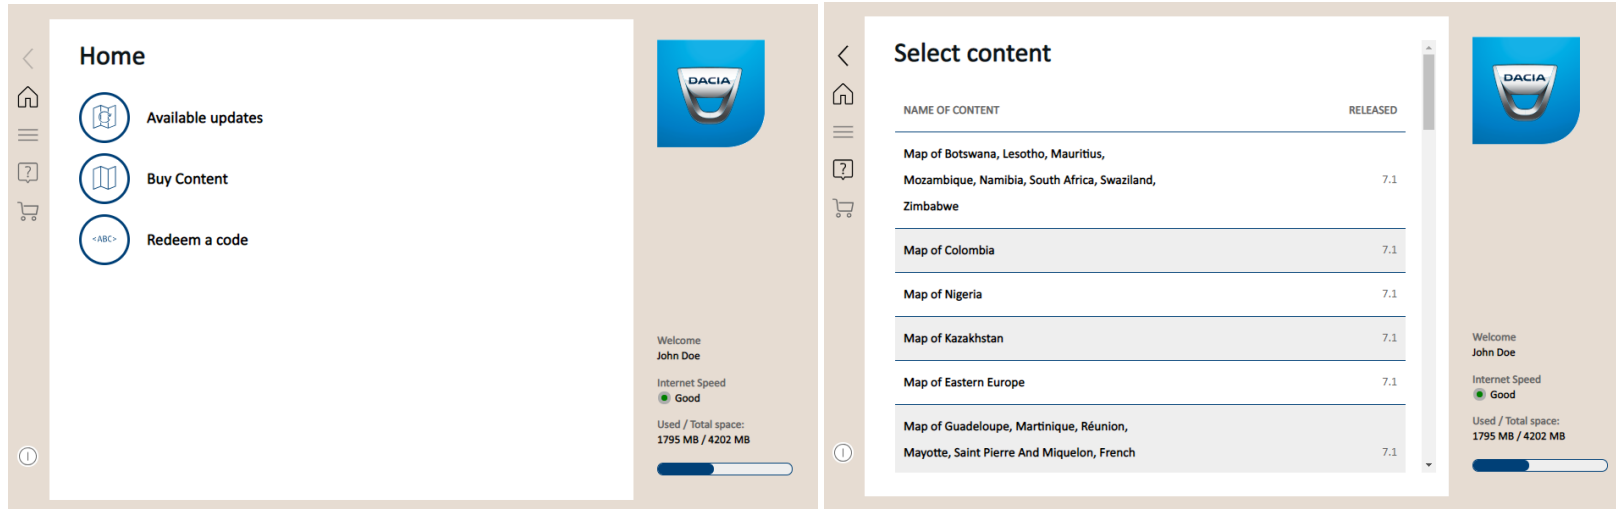 Home
Available updates
Buy Content
<ABC>
Redeem a code
DACIA
Welcome
John Doe
Internet Speed
Good
Used / Total space:
1795 MB / 4202 MB
Select content
NAME OF CONTENT RELEASED
Map of Botswana, Lesotho, Mauritius,
Mozambique, Namibia, South Africa, Swaziland, 7.1
Zimbabwe
Map of Colombia 7.1
Map of Nigeria 7.1
Map of Kazakhstan 7.1
Map of Eastern Europe 7.1
Map of Guadeloupe, Martinique, Réunion,
Mayotte, Saint Pierre And Miquelon, French 7.1
DACIA
Welcome
John Doe
Internet Speed
Good
Used / Total space:
1795 MB / 4202 MB